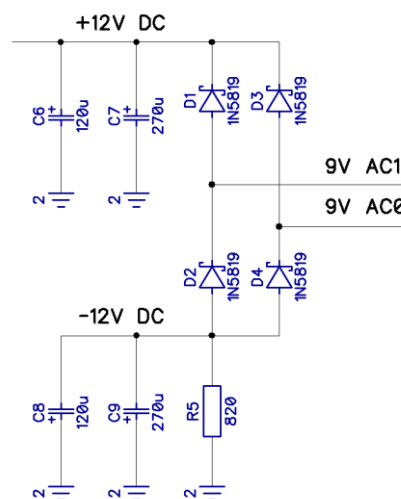 +12V DC
C6
+
120u
C7
+
270u
D1
1N5819
D3
1N5819
2
2
9V AC1
9V AC0
D2
1N5819
D4
1N5819
-12V DC
C8
+
120u
C9
+
270u
R5
820
2
2
2